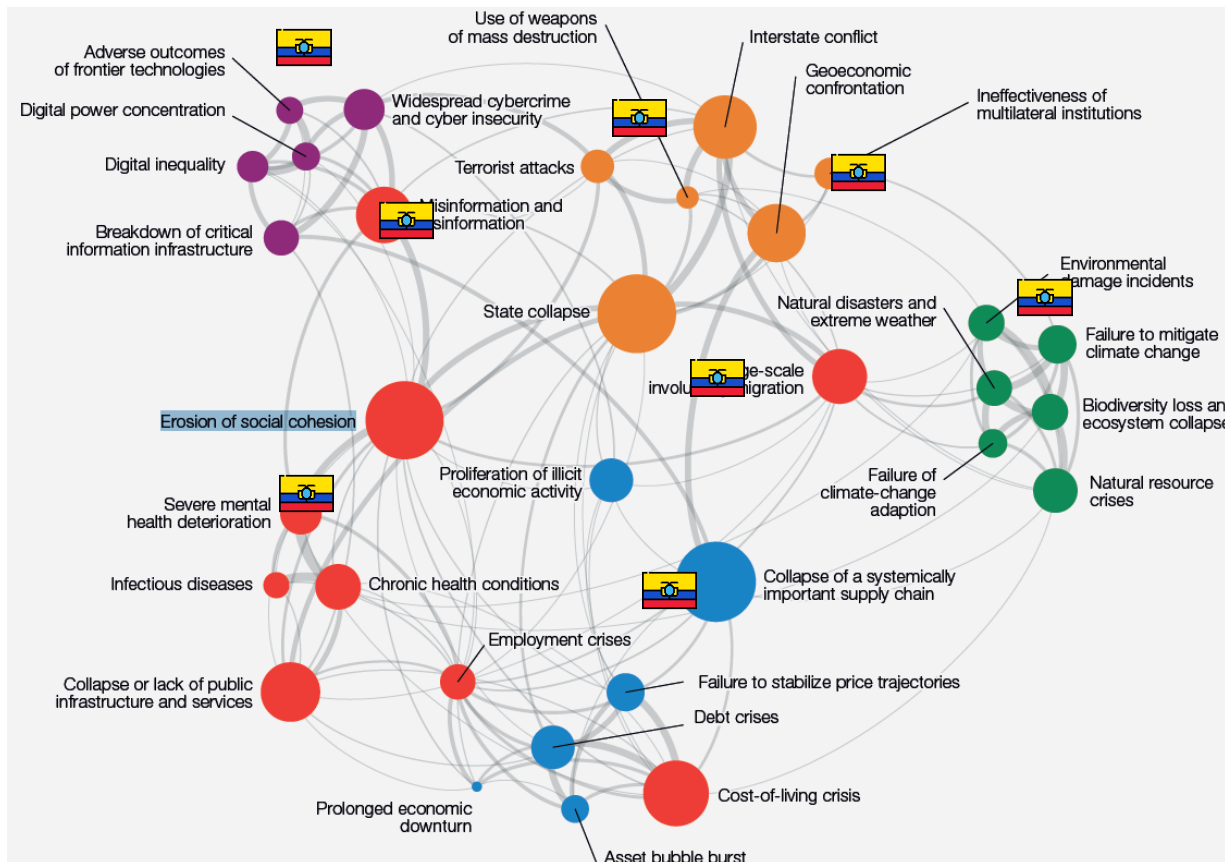 Use of weapons
of mass destruction
Interstate conflict
Adverse outcomes
of frontier technologies
Geoeconomic
confrontation
Digital power concentration
Widespread cybercrime
and cyber insecurity
Ineffectiveness of
multilateral institutions
Digital inequality
Terrorist attacks
Misinformation and
Breakdown of critical
information infrastructure
Environmental
incidents
State collapse
Natural disasters and
extreme weather
Failure to mitigate
climate change
Erosion of social cohesion
Biodiversity loss
ecosystem collapse
Proliferation of illicit
economic activity
Failure of
climate-change
adaption
Natural resource
crises
Severe mental
health deterioration
Infectious diseases
Chronic health conditions
Collapse of a systemically
important supply chain
Employment crises
Collapse or lack of public
infrastructure and services
Failure to stabilize price trajectories
Debt crises
Prolonged economic
downturn
Cost-of-living crisis
Asset bubble burst